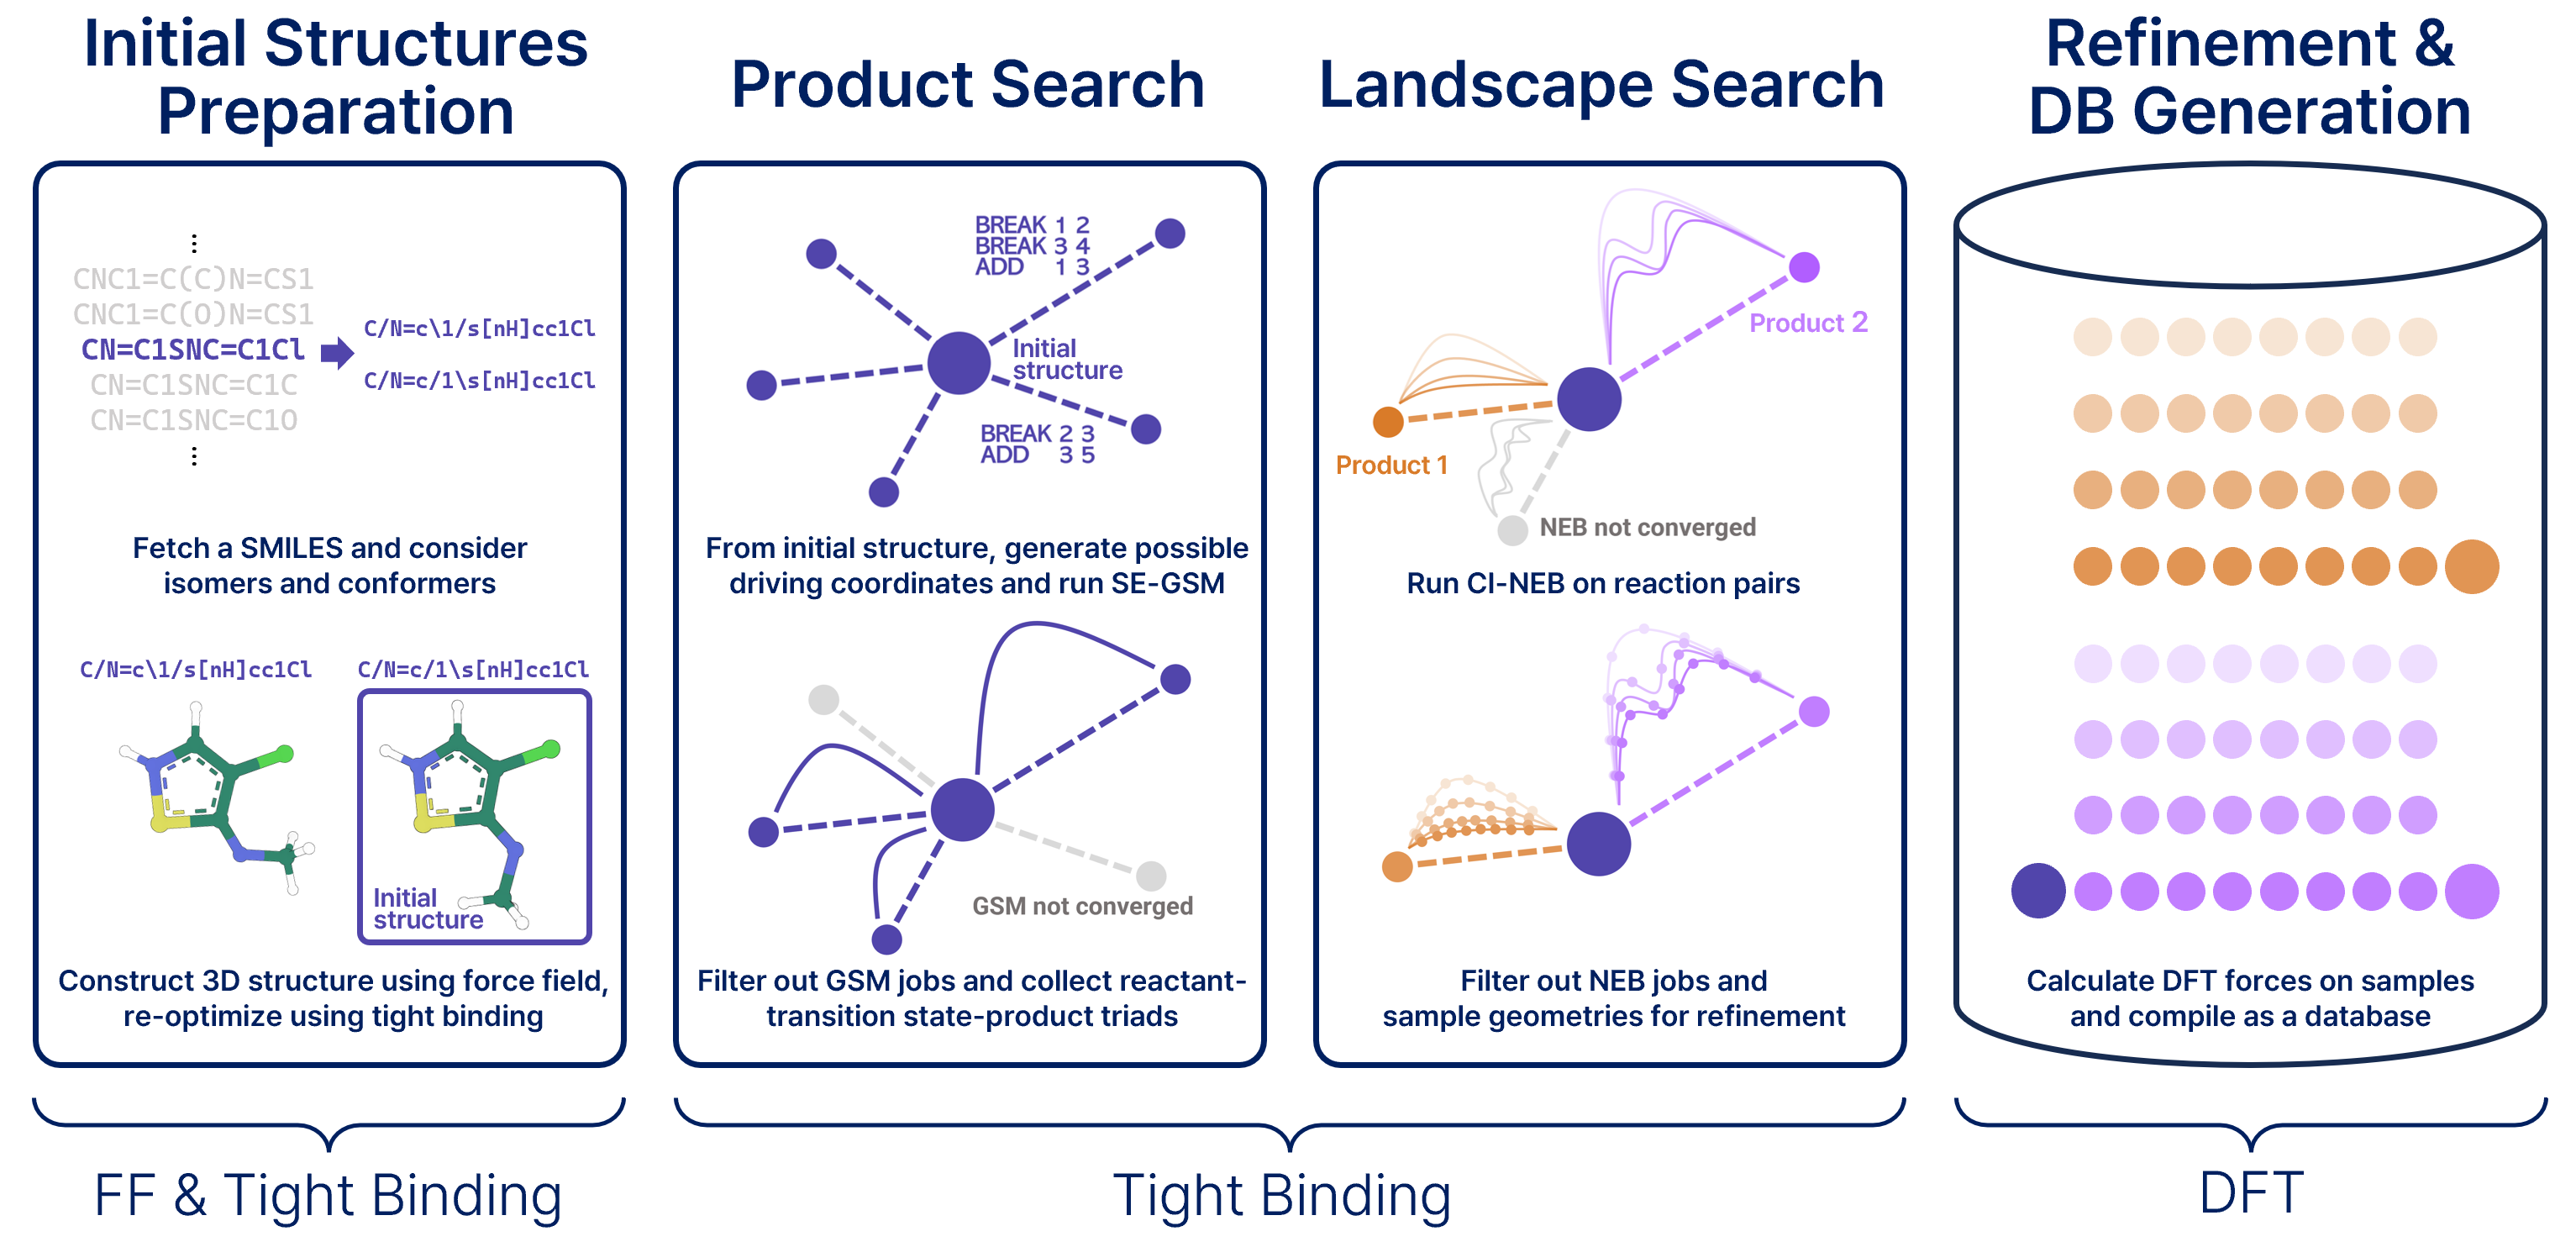 Initial Structures
Preparation
⋮
CNC1=C(C)N=CS1
CNC1=C(O)N=CS1
CN=C1SNC=C1Cl
CN=C1SNC=C1C
CN=C1SNC=C1O
⋮
C/N=c\1/s[nH]cc1Cl
C/N=c/1\s[nH]cc1Cl
Fetch a SMILES and consider
isomers and conformers
C/N=c\1/s[nH]cc1Cl
C/N=c/1\s[nH]cc1Cl
Initial
structure
Construct 3D structure using force field,
re-optimize using tight binding
FF & Tight Binding
Product Search
BREAK 1 2
BREAK 3 4
ADD 1 3
Initial
structure
BREAK 2 3
ADD 3 5
From initial structure, generate possible
driving coordinates and run SE-GSM
GSM not converged
Filter out GSM jobs and collect reactant-
transition state-product triads
Landscape Search
Product 2
Product 1
NEB not converged
Run CI-NEB on reaction pairs
Filter out NEB jobs and
sample geometries for refinement
Tight Binding
Refinement &
DB Generation
Calculate DFT forces on samples
and compile as a database
DFT